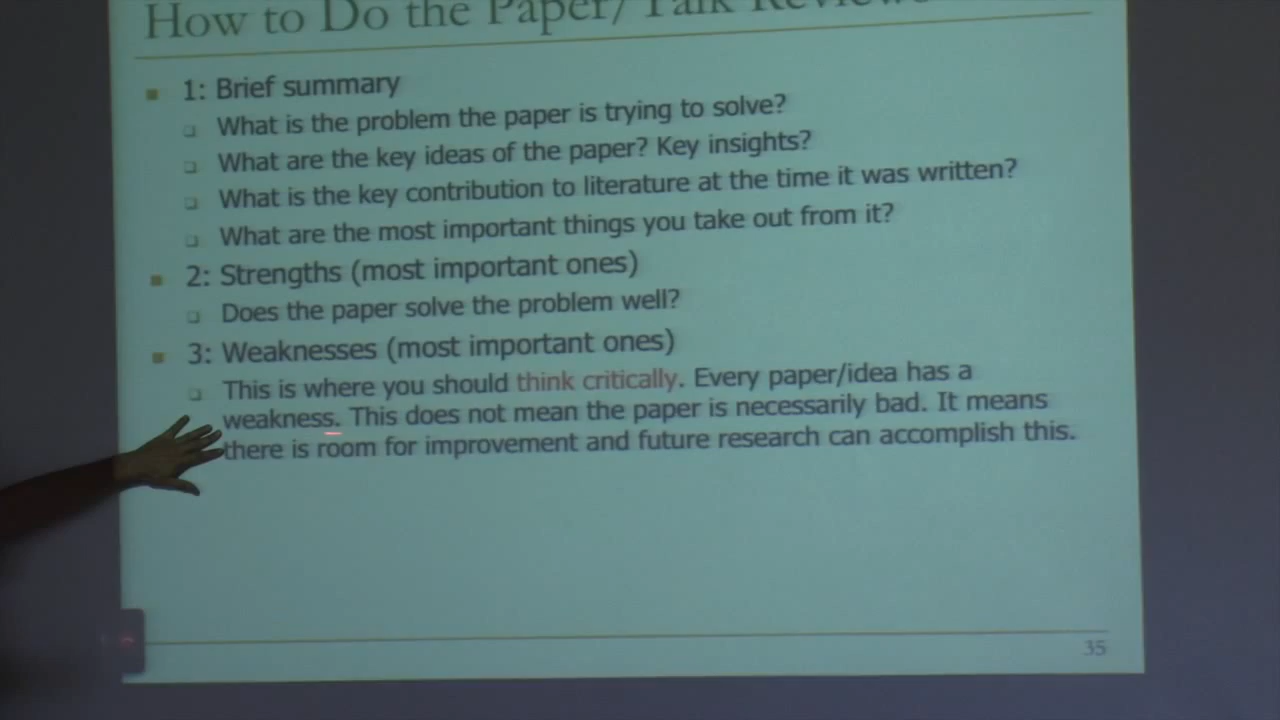 How to Do the Paper/Talk Reviews
1: Brief summary
What is the problem the paper is trying to solve?
What are the key ideas of the paper? Key insights?
What is the key contribution to literature at the time it was written?
What are the most important things you take out from it?
2: Strengths (most important ones)
Does the paper solve the problem well?
3: Weaknesses (most important ones)
This is where you should think critically. Every paper/idea has a
weakness. This does not mean the paper is necessarily bad. It means
there is room for improvement and future research can accomplish this.
35